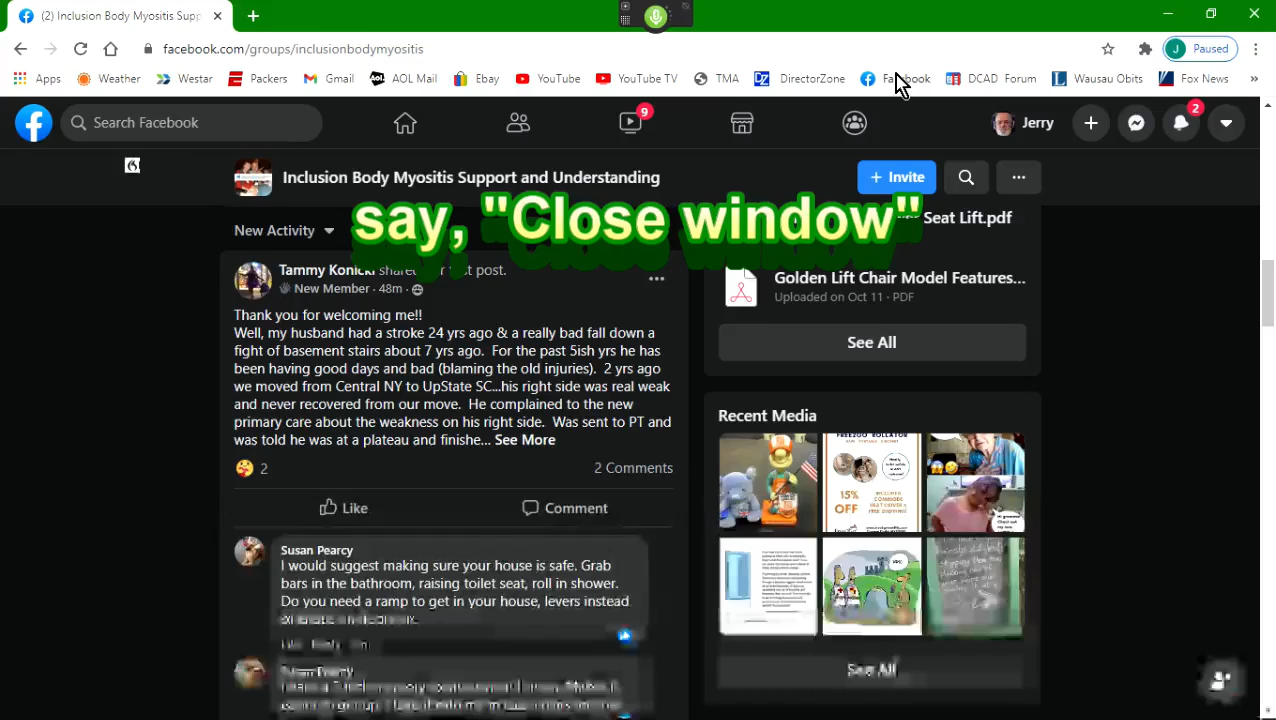 (2) Inclusion Body Myositis Supp
facebook.com/groups/inclusionbodymyositis
J Paused
Apps Weather Westar Packers Gmail AOL Mail Ebay YouTube YouTube TV TMA DirectorZone Facebook DCAD Forum Wausau Obits Fox News »
Search Facebook
9
Jerry
2
Inclusion Body Myositis Support and Understanding
+ Invite
say, "Close window"
Seat Lift.pdf
New Activity
Tammy Konicki shared
st post.
New Member · 48m ·
Thank you for welcoming me!!
Well, my husband had a stroke 24 yrs ago & a really bad fall down a
fight of basement stairs about 7 yrs ago. For the past 5ish yrs he has
been having good days and bad (blaming the old injuries). 2 yrs ago
we moved from Central NY to UpState SC...his right side was real weak
and never recovered from our move. He complained to the new
primary care about the weakness on his right side. Was sent to PT and
was told he was at a plateau and finishe... See More
2
2 Comments
Like
Comment
Susan Pearcy
I would suggest making sure your house is safe. Grab
bars in the bathroom, raising toilet seat, roll in shower.
Do you need ramp to get in your house, levers instead
Golden Lift Chair Model Features...
Uploaded on Oct 11 · PDF
See All
Recent Media
15%
OFF
See All